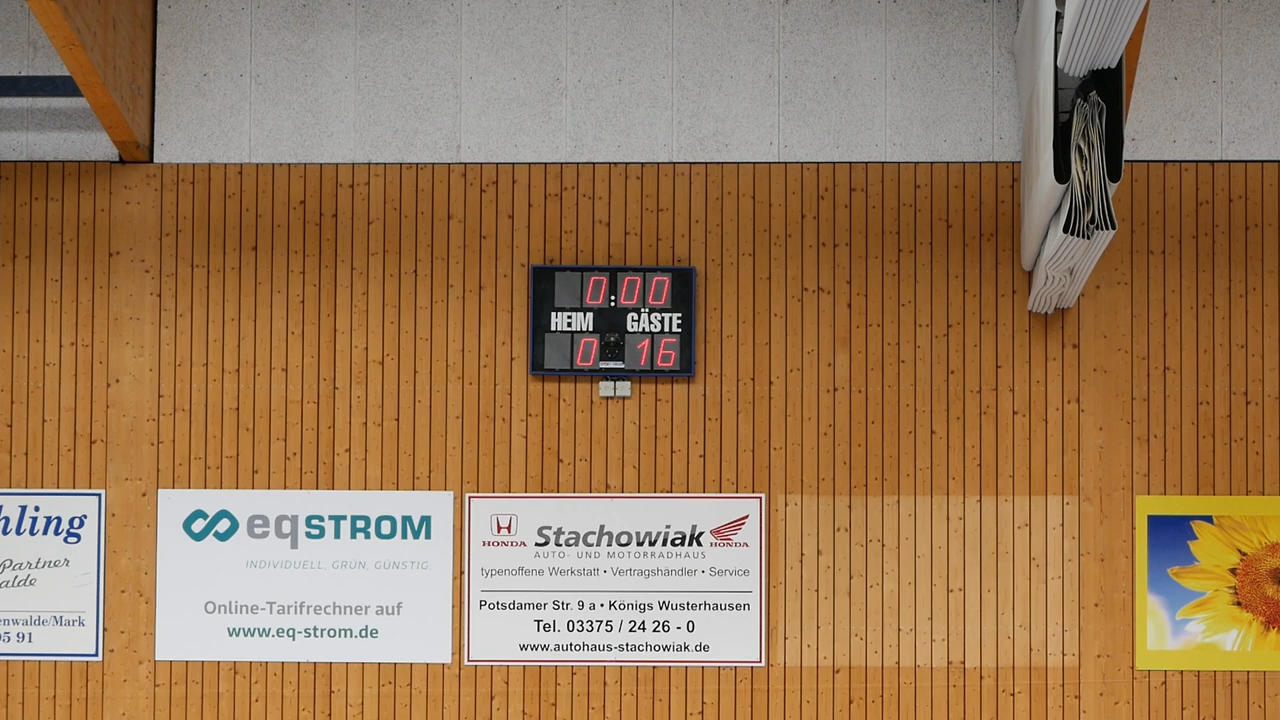 0:00
HEIM GÄSTE
0 16
hling
Partner
alde
enwalde/Mark
95 91
eqSTROM
INDIVIDUELL, GRÜN, GÜNSTIG.
Online-Tarifrechner auf
www.eq-strom.de
HONDA Stachowiak HONDA
AUTO- UND MOTORRADHAUS
typenoffene Werkstatt • Vertragshändler • Service
Potsdamer Str. 9 a • Königs Wusterhausen
Tel. 03375 / 24 26 - 0
www.autohaus-stachowiak.de